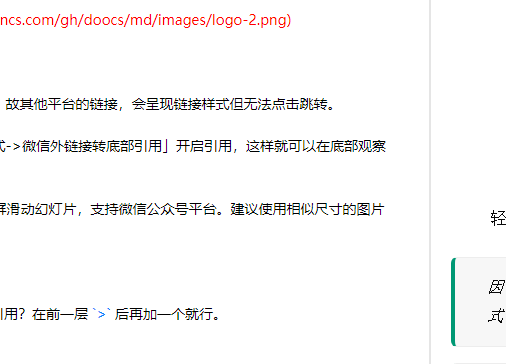 ncs.com/gh/doocs/md/images/logo-2.png)
故其他平台的链接，会呈现链接样式但无法点击跳转。
式->微信外链接转底部引用」开启引用，这样就可以在底部观察
屏滑动幻灯片，支持微信公众号平台。建议使用相似尺寸的图片
引用？在前一层 `>` 后再加一个就行。
轻
因
式